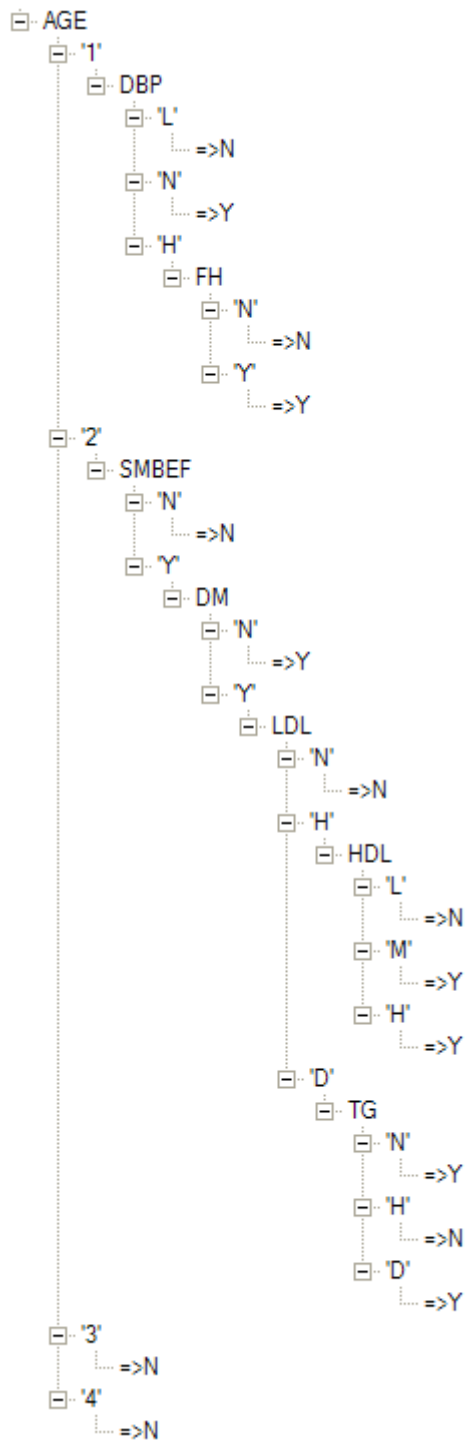 AGE
'1'
DBP
'L'
=>N
'N'
=>Y
'H'
FH
'N'
=>N
'Y'
=>Y
'2'
SMBEF
'N'
=>N
'Y'
DM
'N'
=>Y
'Y'
LDL
'N'
=>N
'H'
HDL
'L'
=>N
'M'
=>Y
'H'
=>Y
'D'
TG
'N'
=>Y
'H'
=>N
'D'
=>Y
'3'
=>N
'4'
=>N